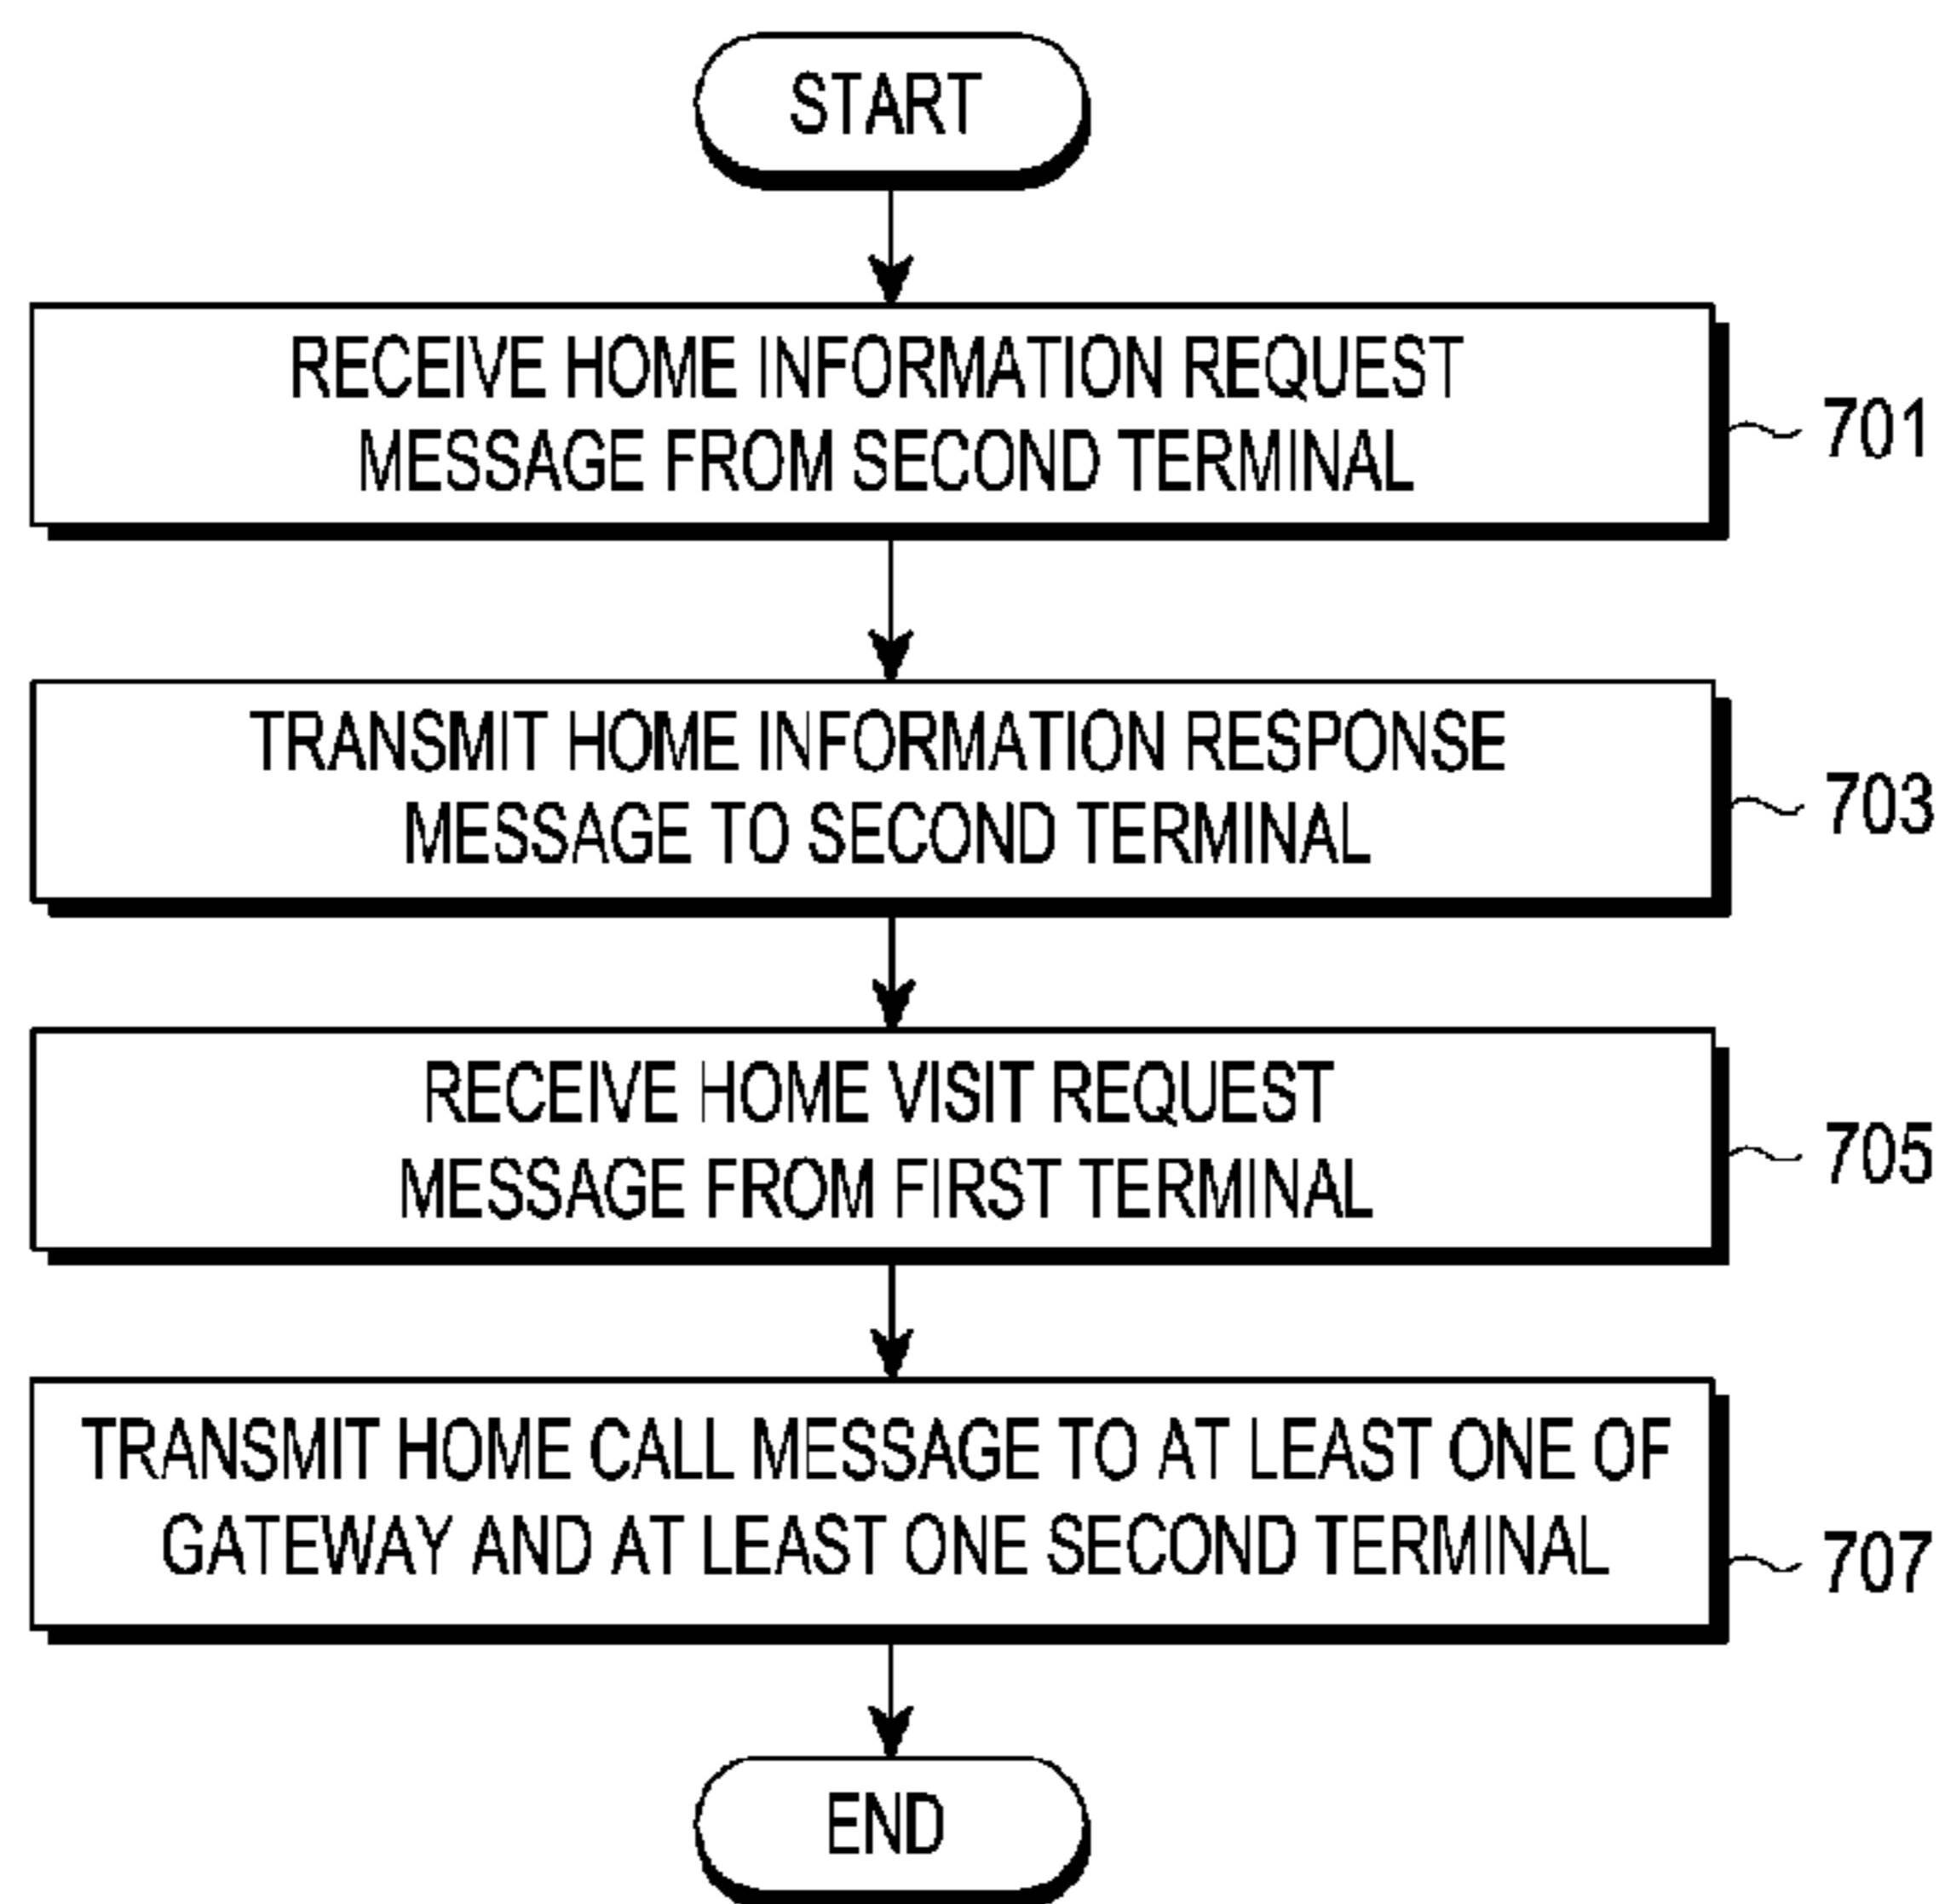 START
RECEIVE HOME INFORMATION REQUEST
MESSAGE FROM SECOND TERMINAL
701
TRANSMIT HOME INFORMATION RESPONSE
MESSAGE TO SECOND TERMINAL
703
RECEIVE HOME VISIT REQUEST
MESSAGE FROM FIRST TERMINAL
705
TRANSMIT HOME CALL MESSAGE TO AT LEAST ONE OF
GATEWAY AND AT LEAST ONE SECOND TERMINAL
707
END